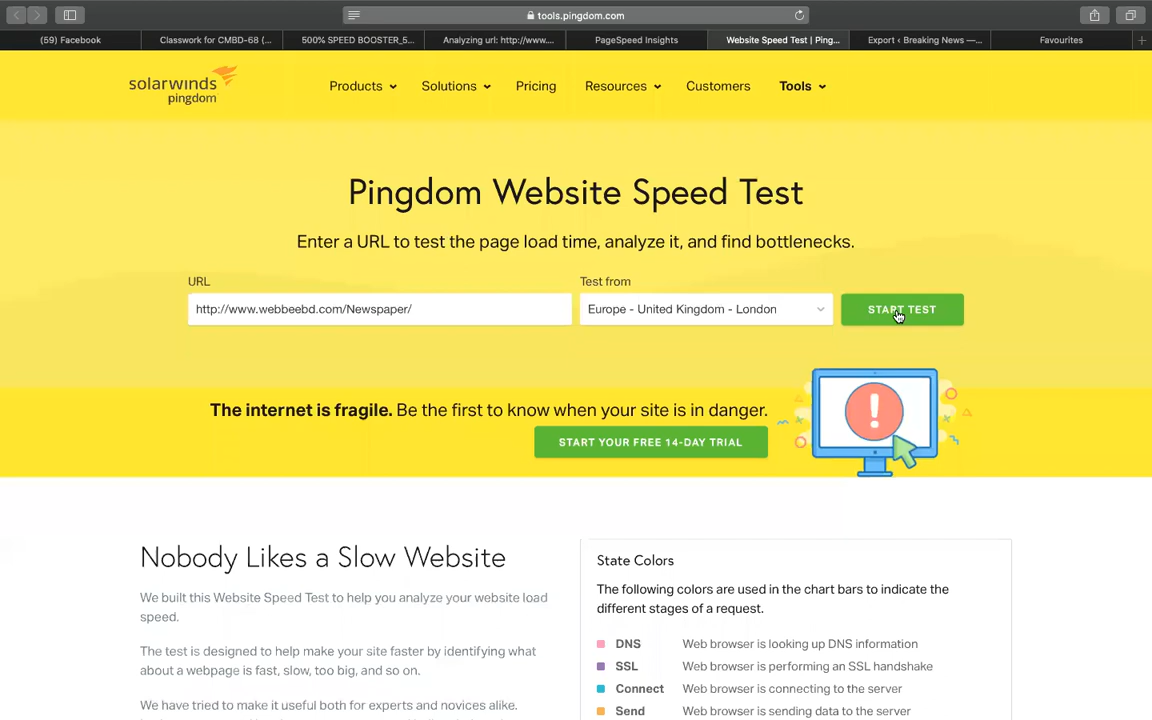 tools.pingdom.com
(59) Facebook
Classwork for CMBD-68 (...
500% SPEED BOOSTER_5...
Analyzing url: http://www....
PageSpeed Insights
Website Speed Test | Ping...
Export ‹ Breaking News —...
Favourites
solarwinds
pingdom
Products
Solutions
Pricing
Resources
Customers
Tools
Pingdom Website Speed Test
Enter a URL to test the page load time, analyze it, and find bottlenecks.
URL
Test from
http://www.webbeebd.com/Newspaper/
Europe - United Kingdom - London
START TEST
The internet is fragile. Be the first to know when your site is in danger.
START YOUR FREE 14-DAY TRIAL
Nobody Likes a Slow Website
We built this Website Speed Test to help you analyze your website load
speed.
The test is designed to help make your site faster by identifying what
about a webpage is fast, slow, too big, and so on.
We have tried to make it useful both for experts and novices alike.
State Colors
The following colors are used in the chart bars to indicate the
different stages of a request.
DNS Web browser is looking up DNS information
SSL Web browser is performing an SSL handshake
Connect Web browser is connecting to the server
Send Web browser is sending data to the server